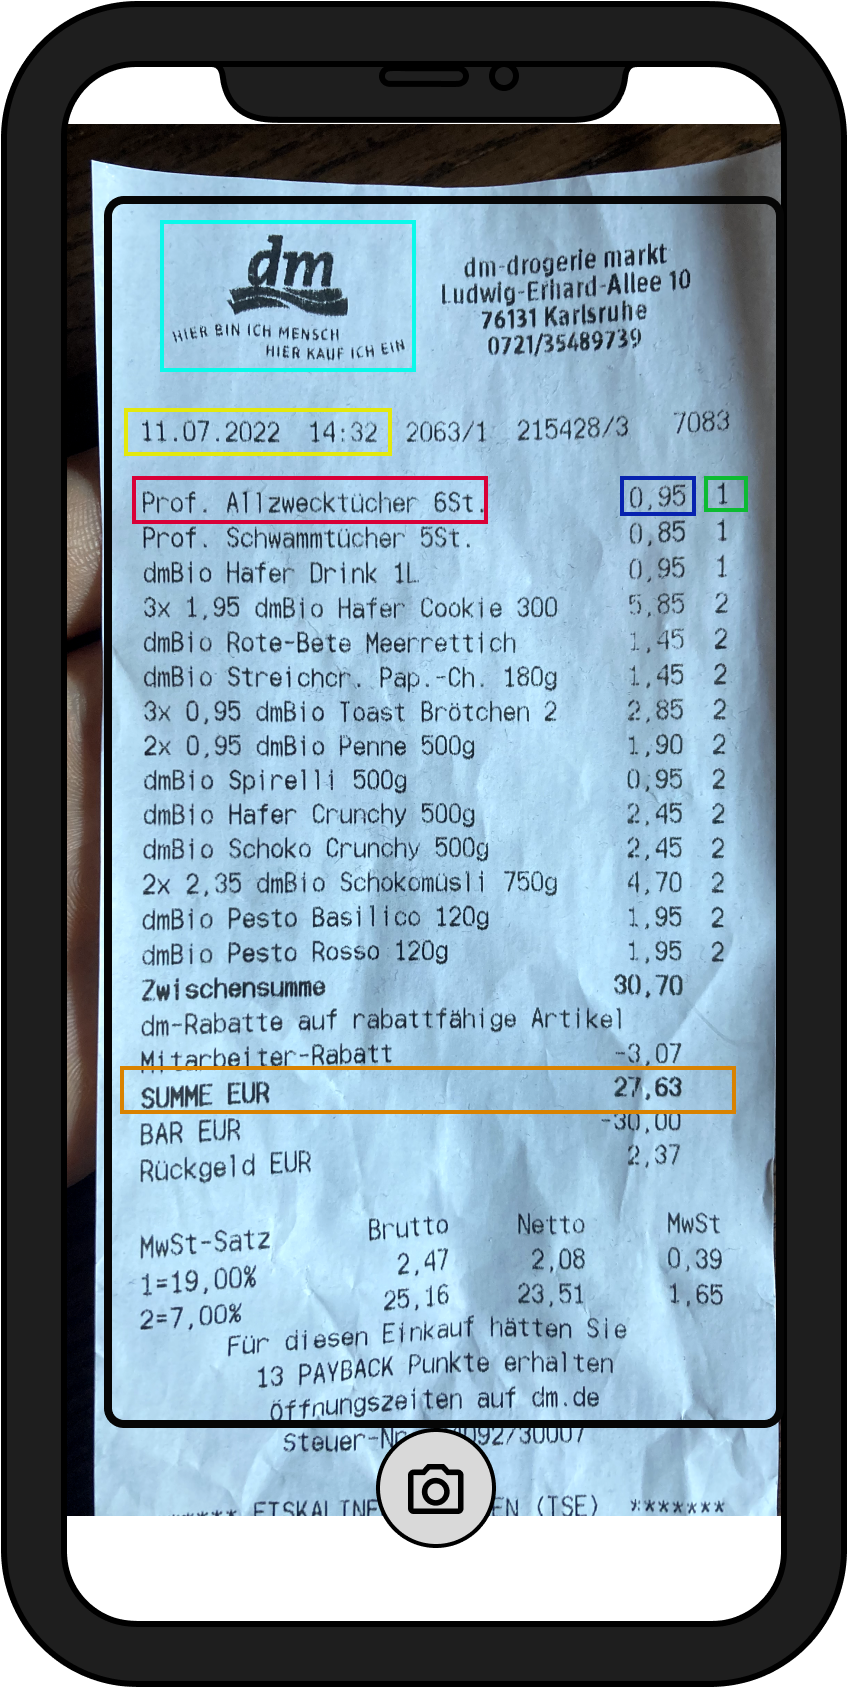 dm
HIER BIN ICH MENSCH
HIER KAUF ICH EIN
dm-drogerie markt
Ludwig-Erhard-Allee 10
76131 Karlsruhe
0721/35489739
11.07.2022 14:32 2063/1 215428/3 7083
Prof. Allzwecktücher 6St. 0,95 1
Prof. Schwammtücher 5St. 0,85 1
dmBio Hafer Drink 1L 0,95 1
3x 1,95 dmBio Hafer Cookie 300 5,85 2
dmBio Rote-Bete Meerrettich 1,45 2
dmBio Streichcr. Pap.-Ch. 180g 1,45 2
3x 0,95 dmBio Toast Brötchen 2 2,85 2
2x 0,95 dmBio Penne 500g 1,90 2
dmBio Spirelli 500g 0,95 2
dmBio Hafer Crunchy 500g 2,45 2
dmBio Schoko Crunchy 500g 2,45 2
2x 2,35 dmBio Schokomüsli 750g 4,70 2
dmBio Pesto Basilico 120g 1,95 2
dmBio Pesto Rosso 120g 1,95 2
Zwischensumme 30,70
dm-Rabatte auf rabattfähige Artikel
Mitarbeiter-Rabatt -3,07
SUMME EUR 27,63
BAR EUR -30,00
Rückgeld EUR 2,37
MwSt-Satz Brutto Netto MwSt
1=19,00% 2,47 2,08 0,39
2=7,00% 25,16 23,51 1,65
Für diesen Einkauf hätten Sie
13 PAYBACK Punkte erhalten
Öffnungszeiten auf dm.de
Steuer-Nr
(TSE) *******